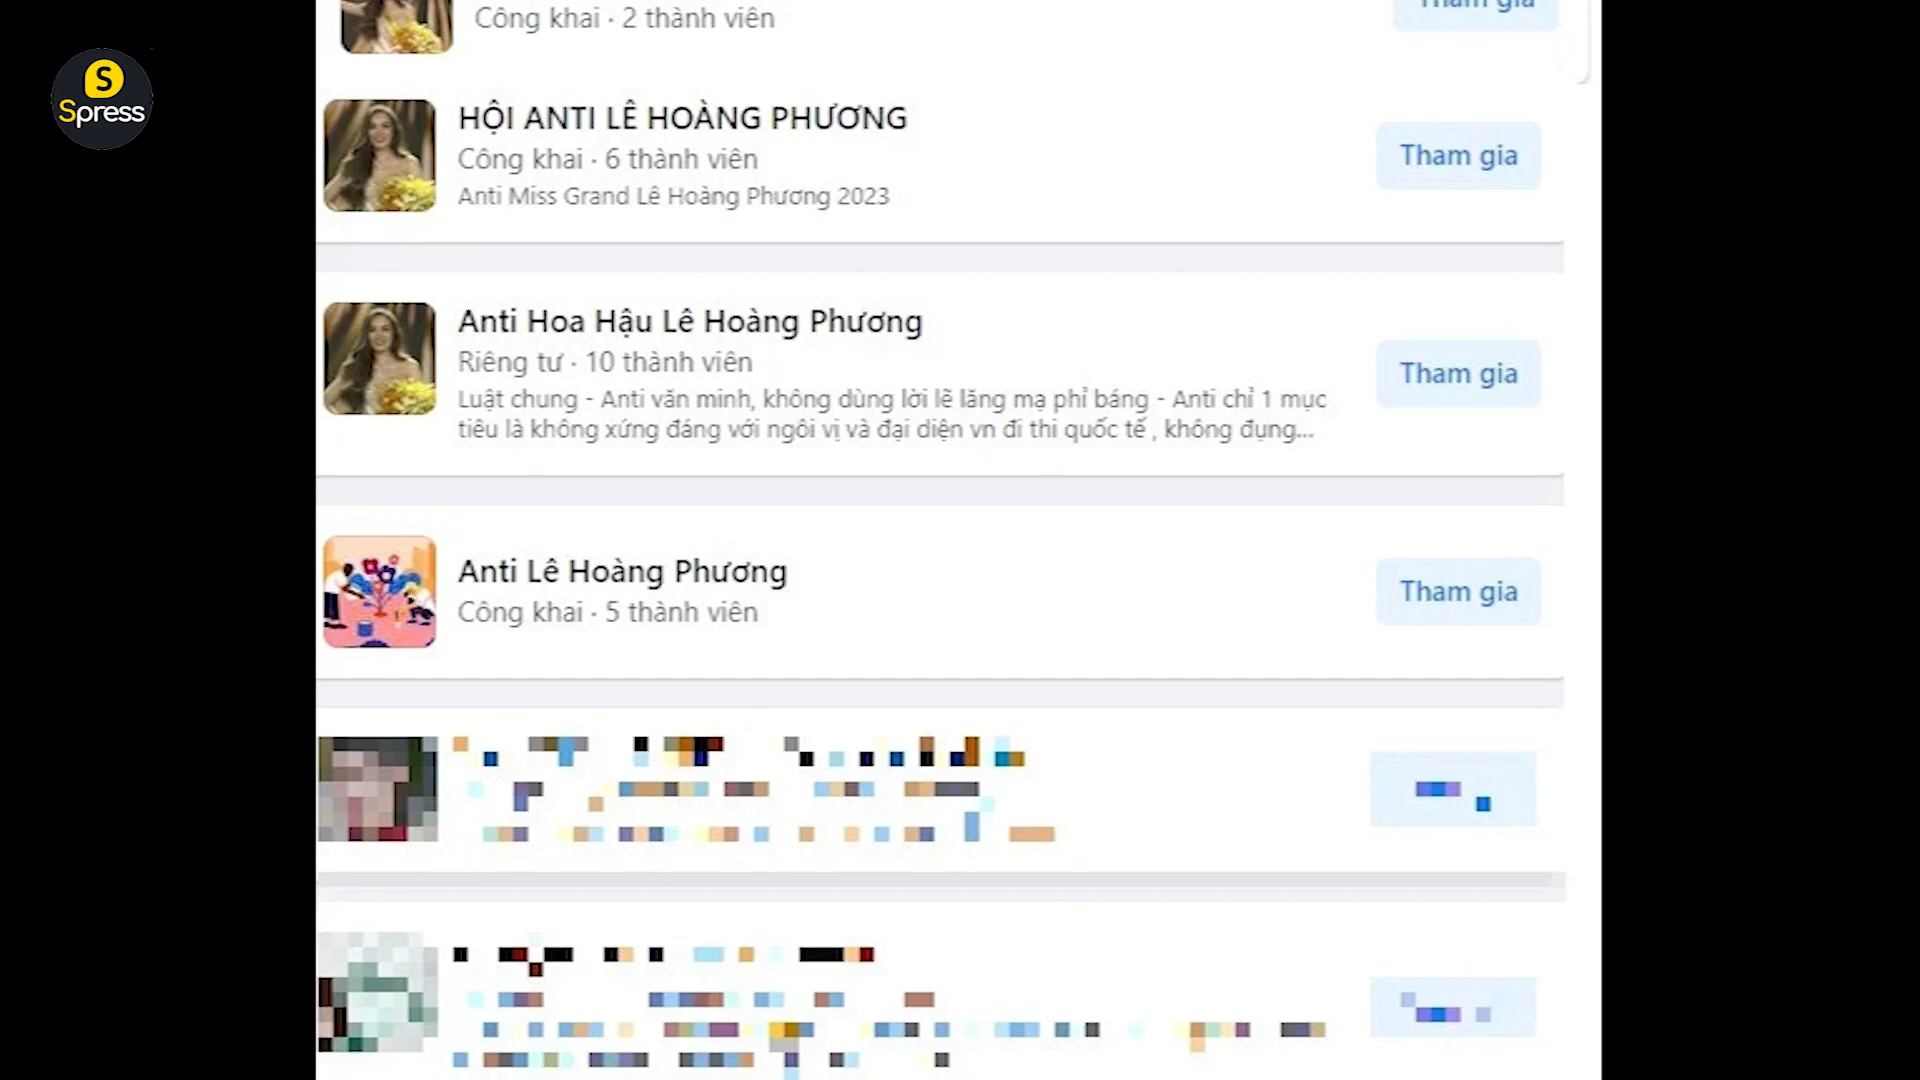 S
Spress
Công khai · 2 thành viên
Tham gia
HỘI ANTI LÊ HOÀNG PHƯƠNG
Công khai · 6 thành viên
Anti Miss Grand Lê Hoàng Phương 2023
Tham gia
Anti Hoa Hậu Lê Hoàng Phương
Riêng tư · 10 thành viên
Luật chung - Anti văn minh, không dùng lời lẽ lăng mạ phỉ báng - Anti chỉ 1 mục
tiêu là không xứng đáng với ngôi vị và đại diện vn đi thi quốc tế , không đụng...
Tham gia
Anti Lê Hoàng Phương
Công khai · 5 thành viên
Tham gia